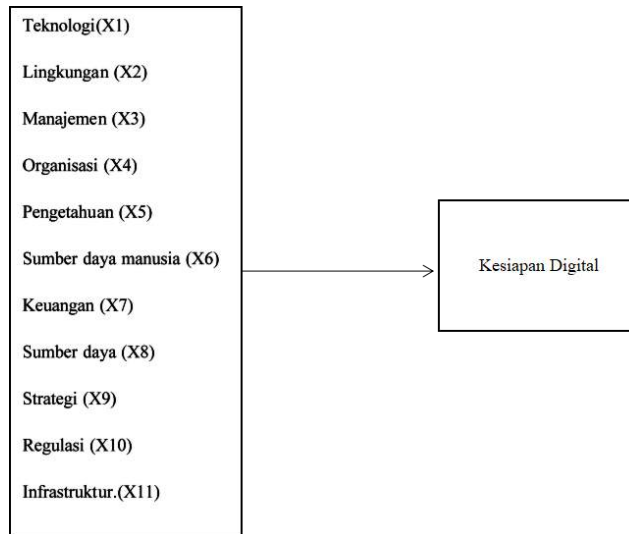 Teknologi(X1)
Lingkungan (X2)
Manajemen (X3)
Organisasi (X4)
Pengetahuan (X5)
Sumber daya manusia (X6)
Keuangan (X7)
Sumber daya (X8)
Strategi (X9)
Regulasi (X10)
Infrastruktur.(X11)
Kesiapan Digital